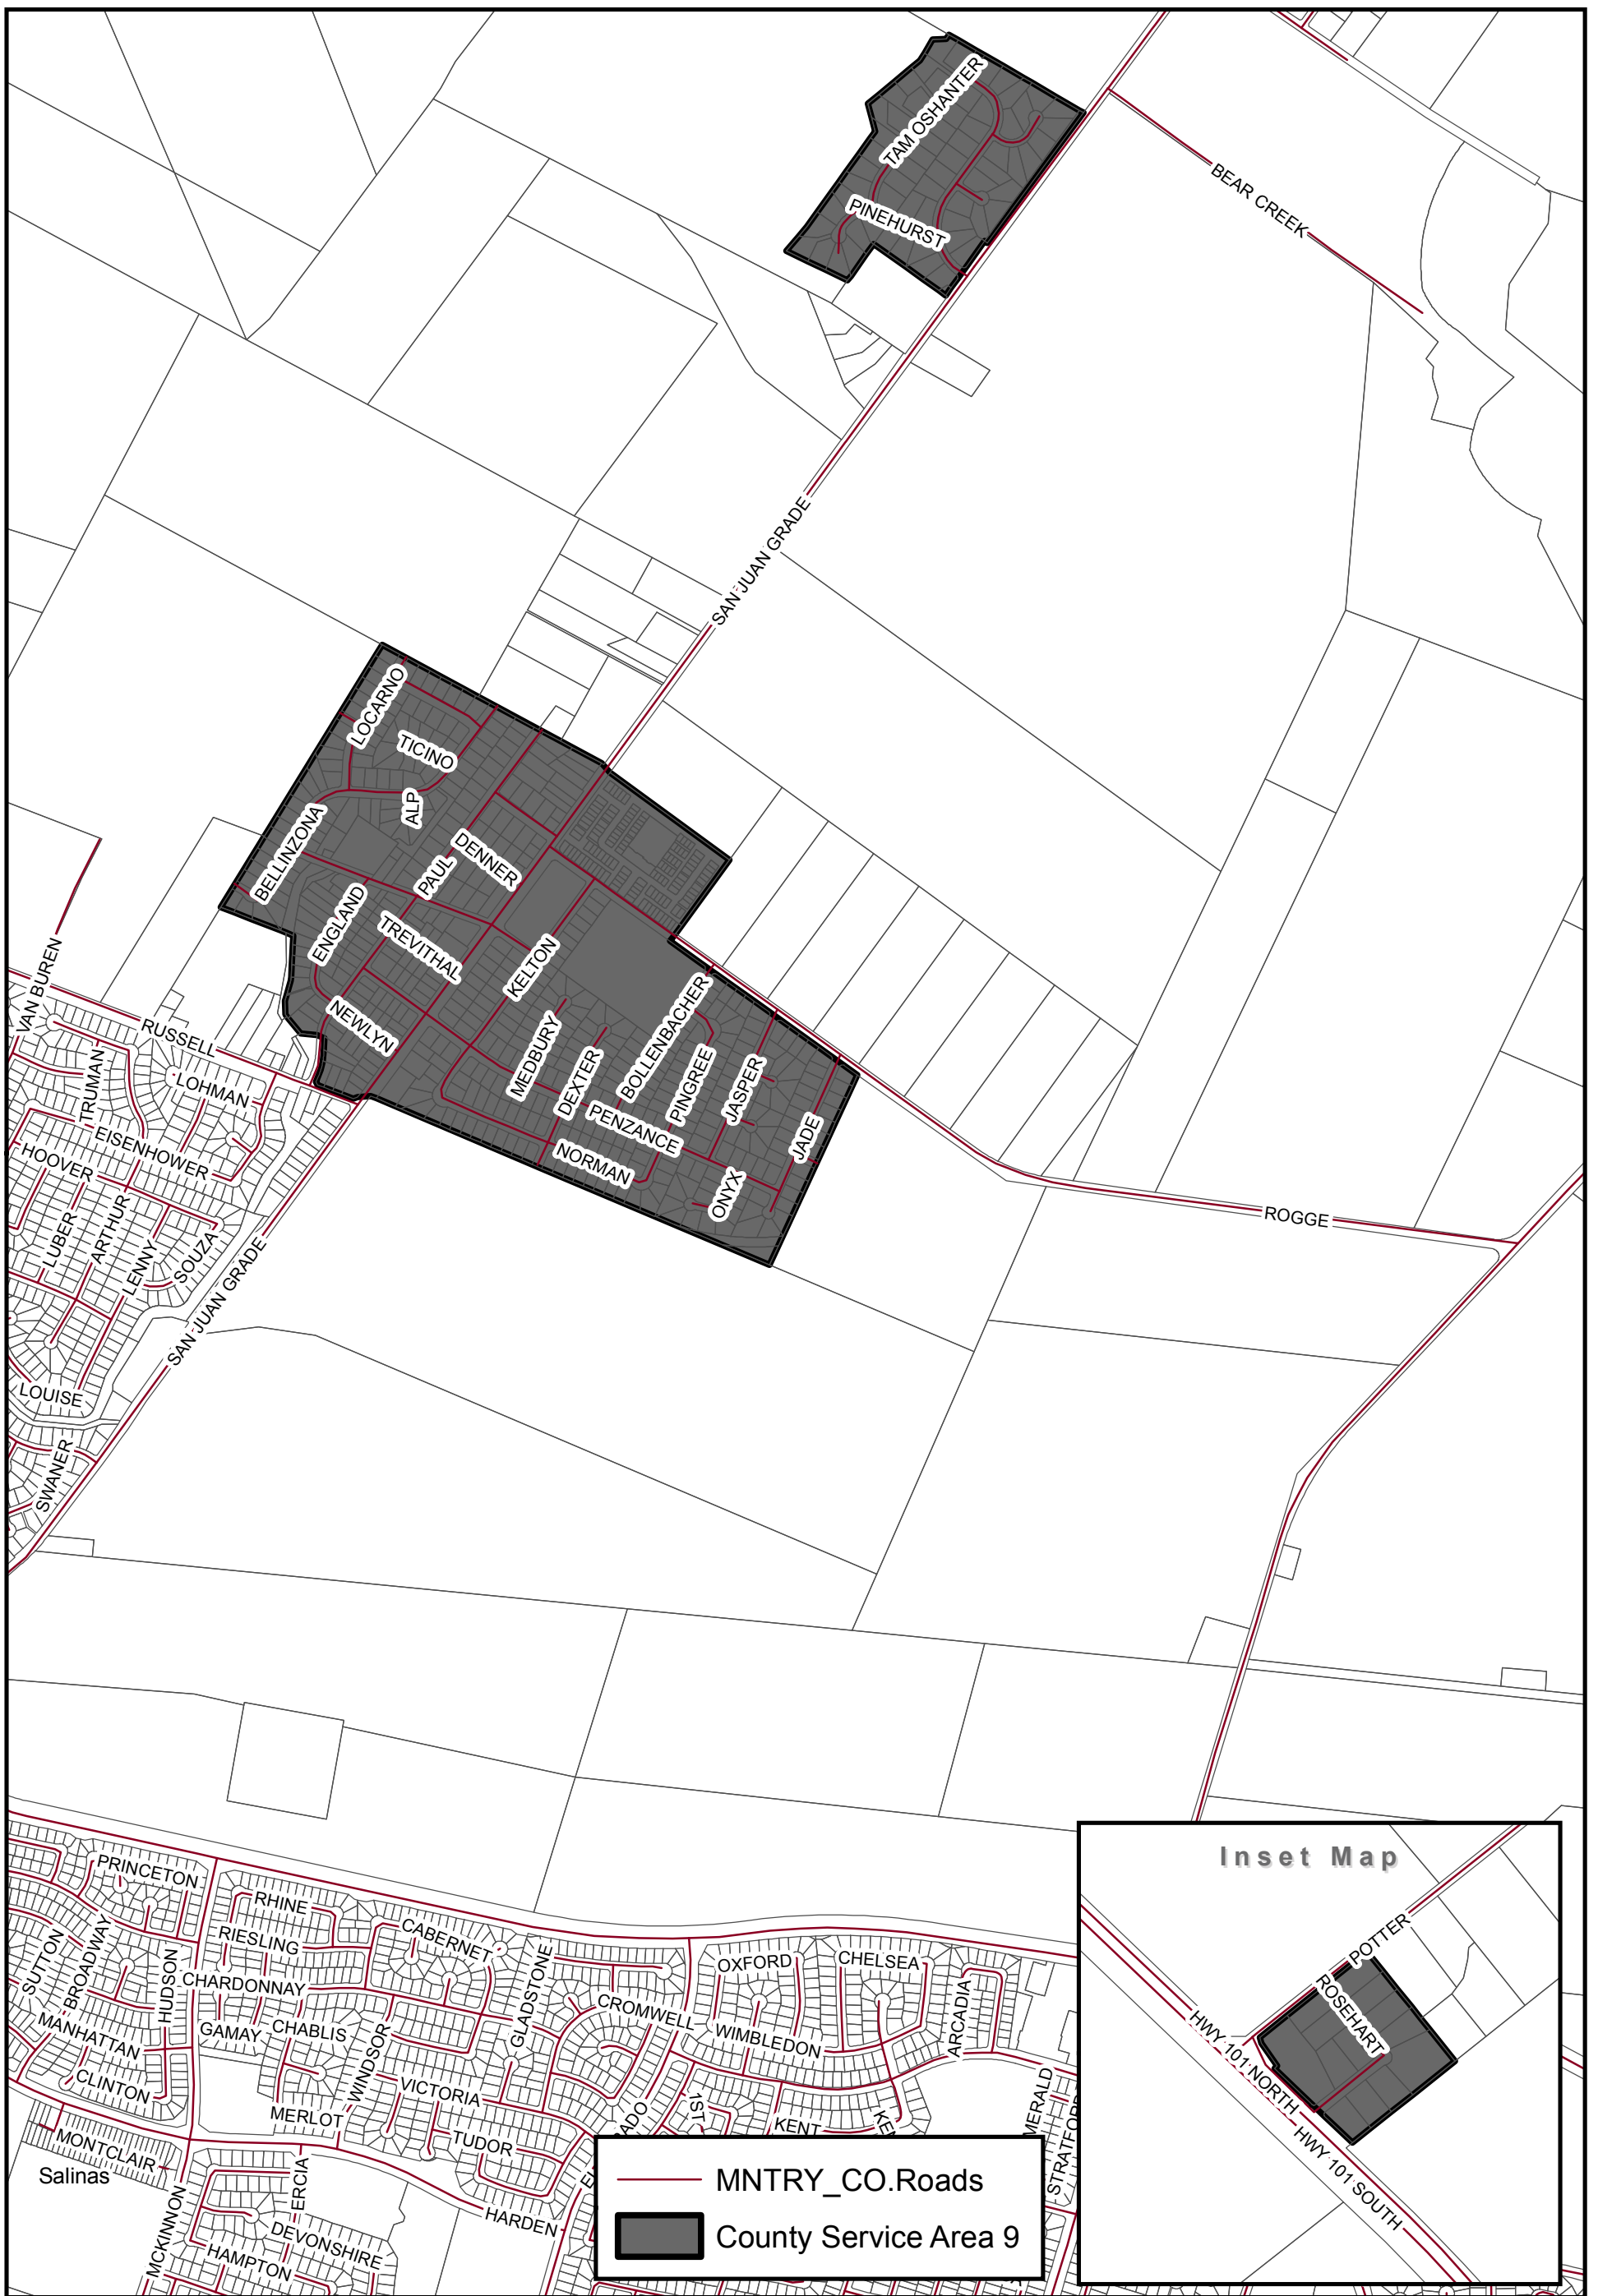 TAM OSHANTER
BEAR CREEK
PINEHURST
SAN JUAN GRADE
LOCARNO
TICINO
ALP
BELLINZONA
DENNER
PAUL
ENGLAND
TREVITHAL
KELTON
VAN BUREN
NEWLYN
RUSSELL
BOLLENBACHER
MEDBURY
DEXTER
PINGREE
JASPER
TRUMAN
LOHMAN
PENZANCE
JADE
EISENHOWER
HOOVER
NORMAN
ONYX
ROGGE
LUBER
ARTHUR
LENNY
SOUZA
SAN JUAN GRADE
LOUISE
SWANER
Inset Map
PRINCETON
RHINE
POTTER
SUTTON
BROADWAY
HUDSON
RIESLING
CABERNET
GLADSTONE
OXFORD
CHELSEA
ROSEHART
CHARDONNAY
CROMWELL
ARCADIA
MANHATTAN
GAMAY
CHABLIS
WINDSOR
WIMBLEDON
HWY 101 NORTH
CLINTON
VICTORIA
MERLOT
1ST
KENT
MERALD
STRATFOR
HWY 101 SOUTH
MONTCLAIR
TUDOR
Salinas
MCKINNON
ERCIA
HARDEN
DEVONSHIRE
HAMPTON
MNTRY_CO.Roads
County Service Area 9